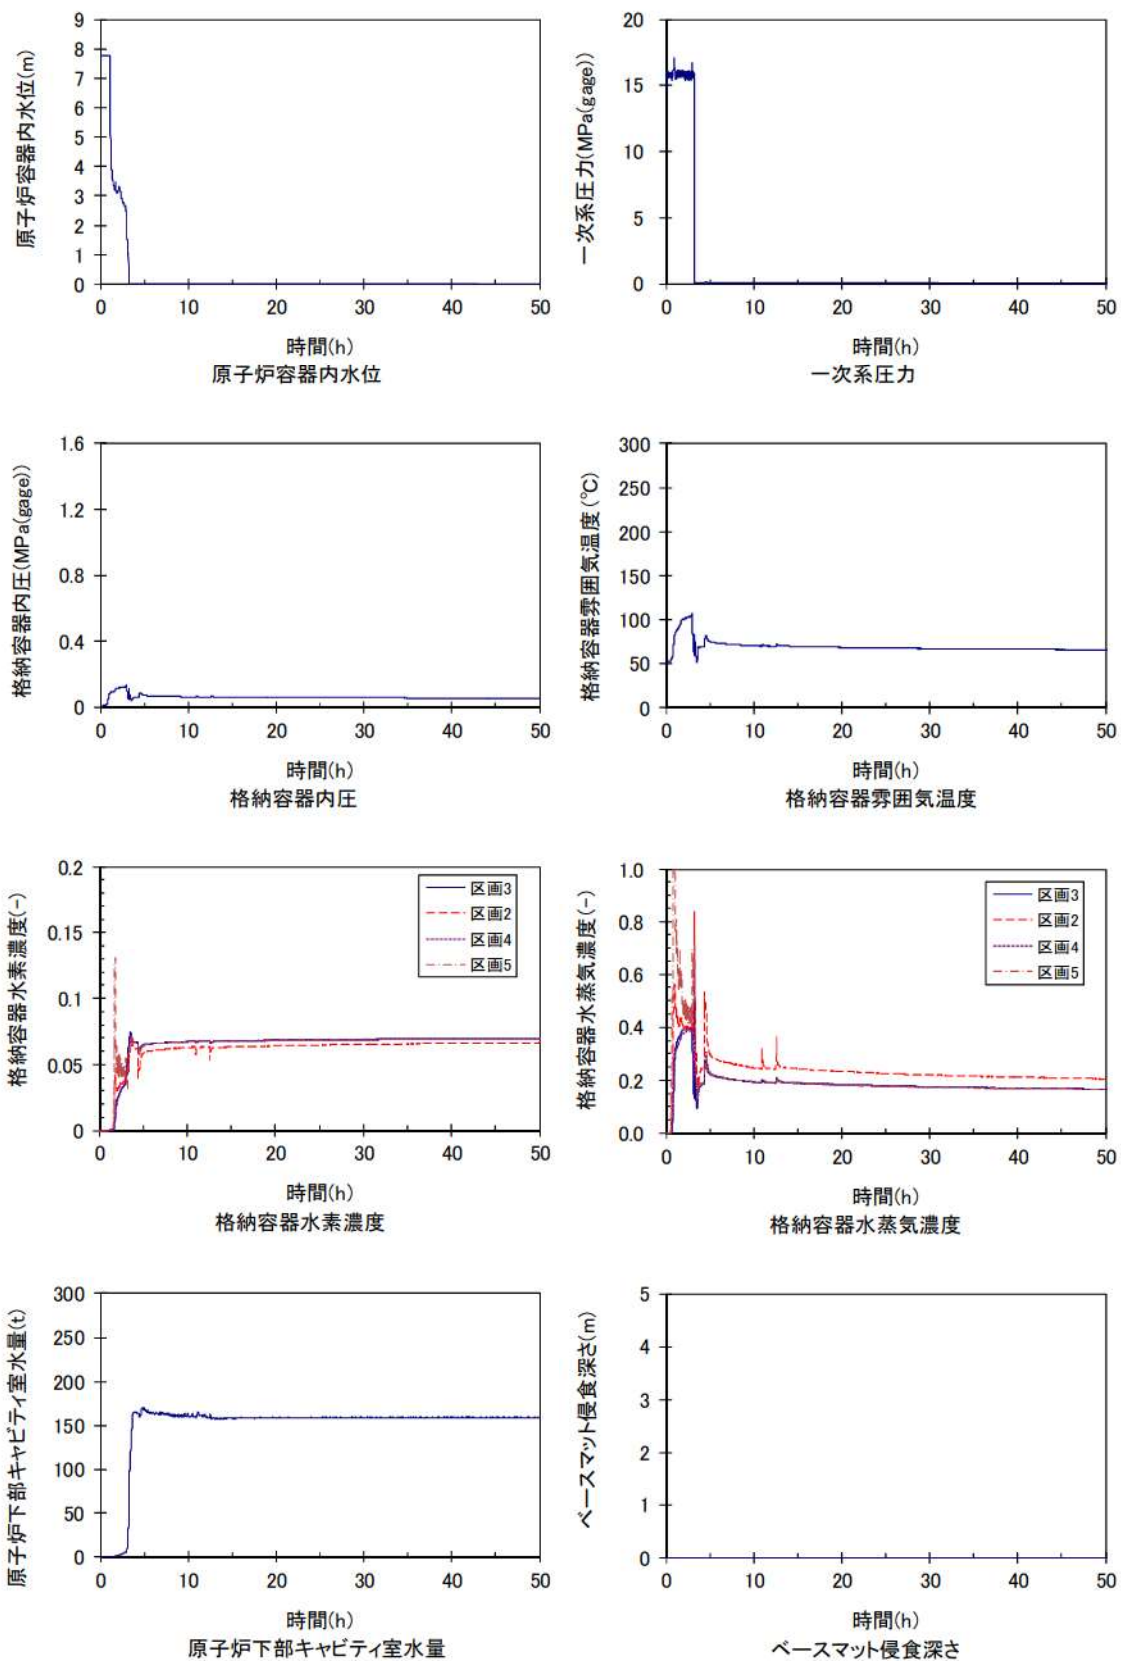 原子炉容器内水位(m)
9
8
7
6
5
4
3
2
1
0
0 10 20 30 40 50
時間(h)
原子炉容器内水位
一次系圧力(MPa(gage))
20
15
10
5
0
0 10 20 30 40 50
時間(h)
一次系圧力
格納容器内圧(MPa(gage))
1.6
1.2
0.8
0.4
0
0 10 20 30 40 50
時間(h)
格納容器内圧
格納容器雰囲気温度(℃)
300
250
200
150
100
50
0
0 10 20 30 40 50
時間(h)
格納容器雰囲気温度
格納容器水素濃度(-)
0.2
0.15
0.1
0.05
0
区画3
区画2
区画4
区画5
0 10 20 30 40 50
時間(h)
格納容器水素濃度
格納容器水蒸気濃度(-)
1.0
0.8
0.6
0.4
0.2
0.0
区画3
区画2
区画4
区画5
0 10 20 30 40 50
時間(h)
格納容器水蒸気濃度
原子炉下部キャビティ室水量(t)
300
250
200
150
100
50
0
0 10 20 30 40 50
時間(h)
原子炉下部キャビティ室水量
ベースマット侵食深さ(m)
5
4
3
2
1
0
0 10 20 30 40 50
時間(h)
ベースマット侵食深さ